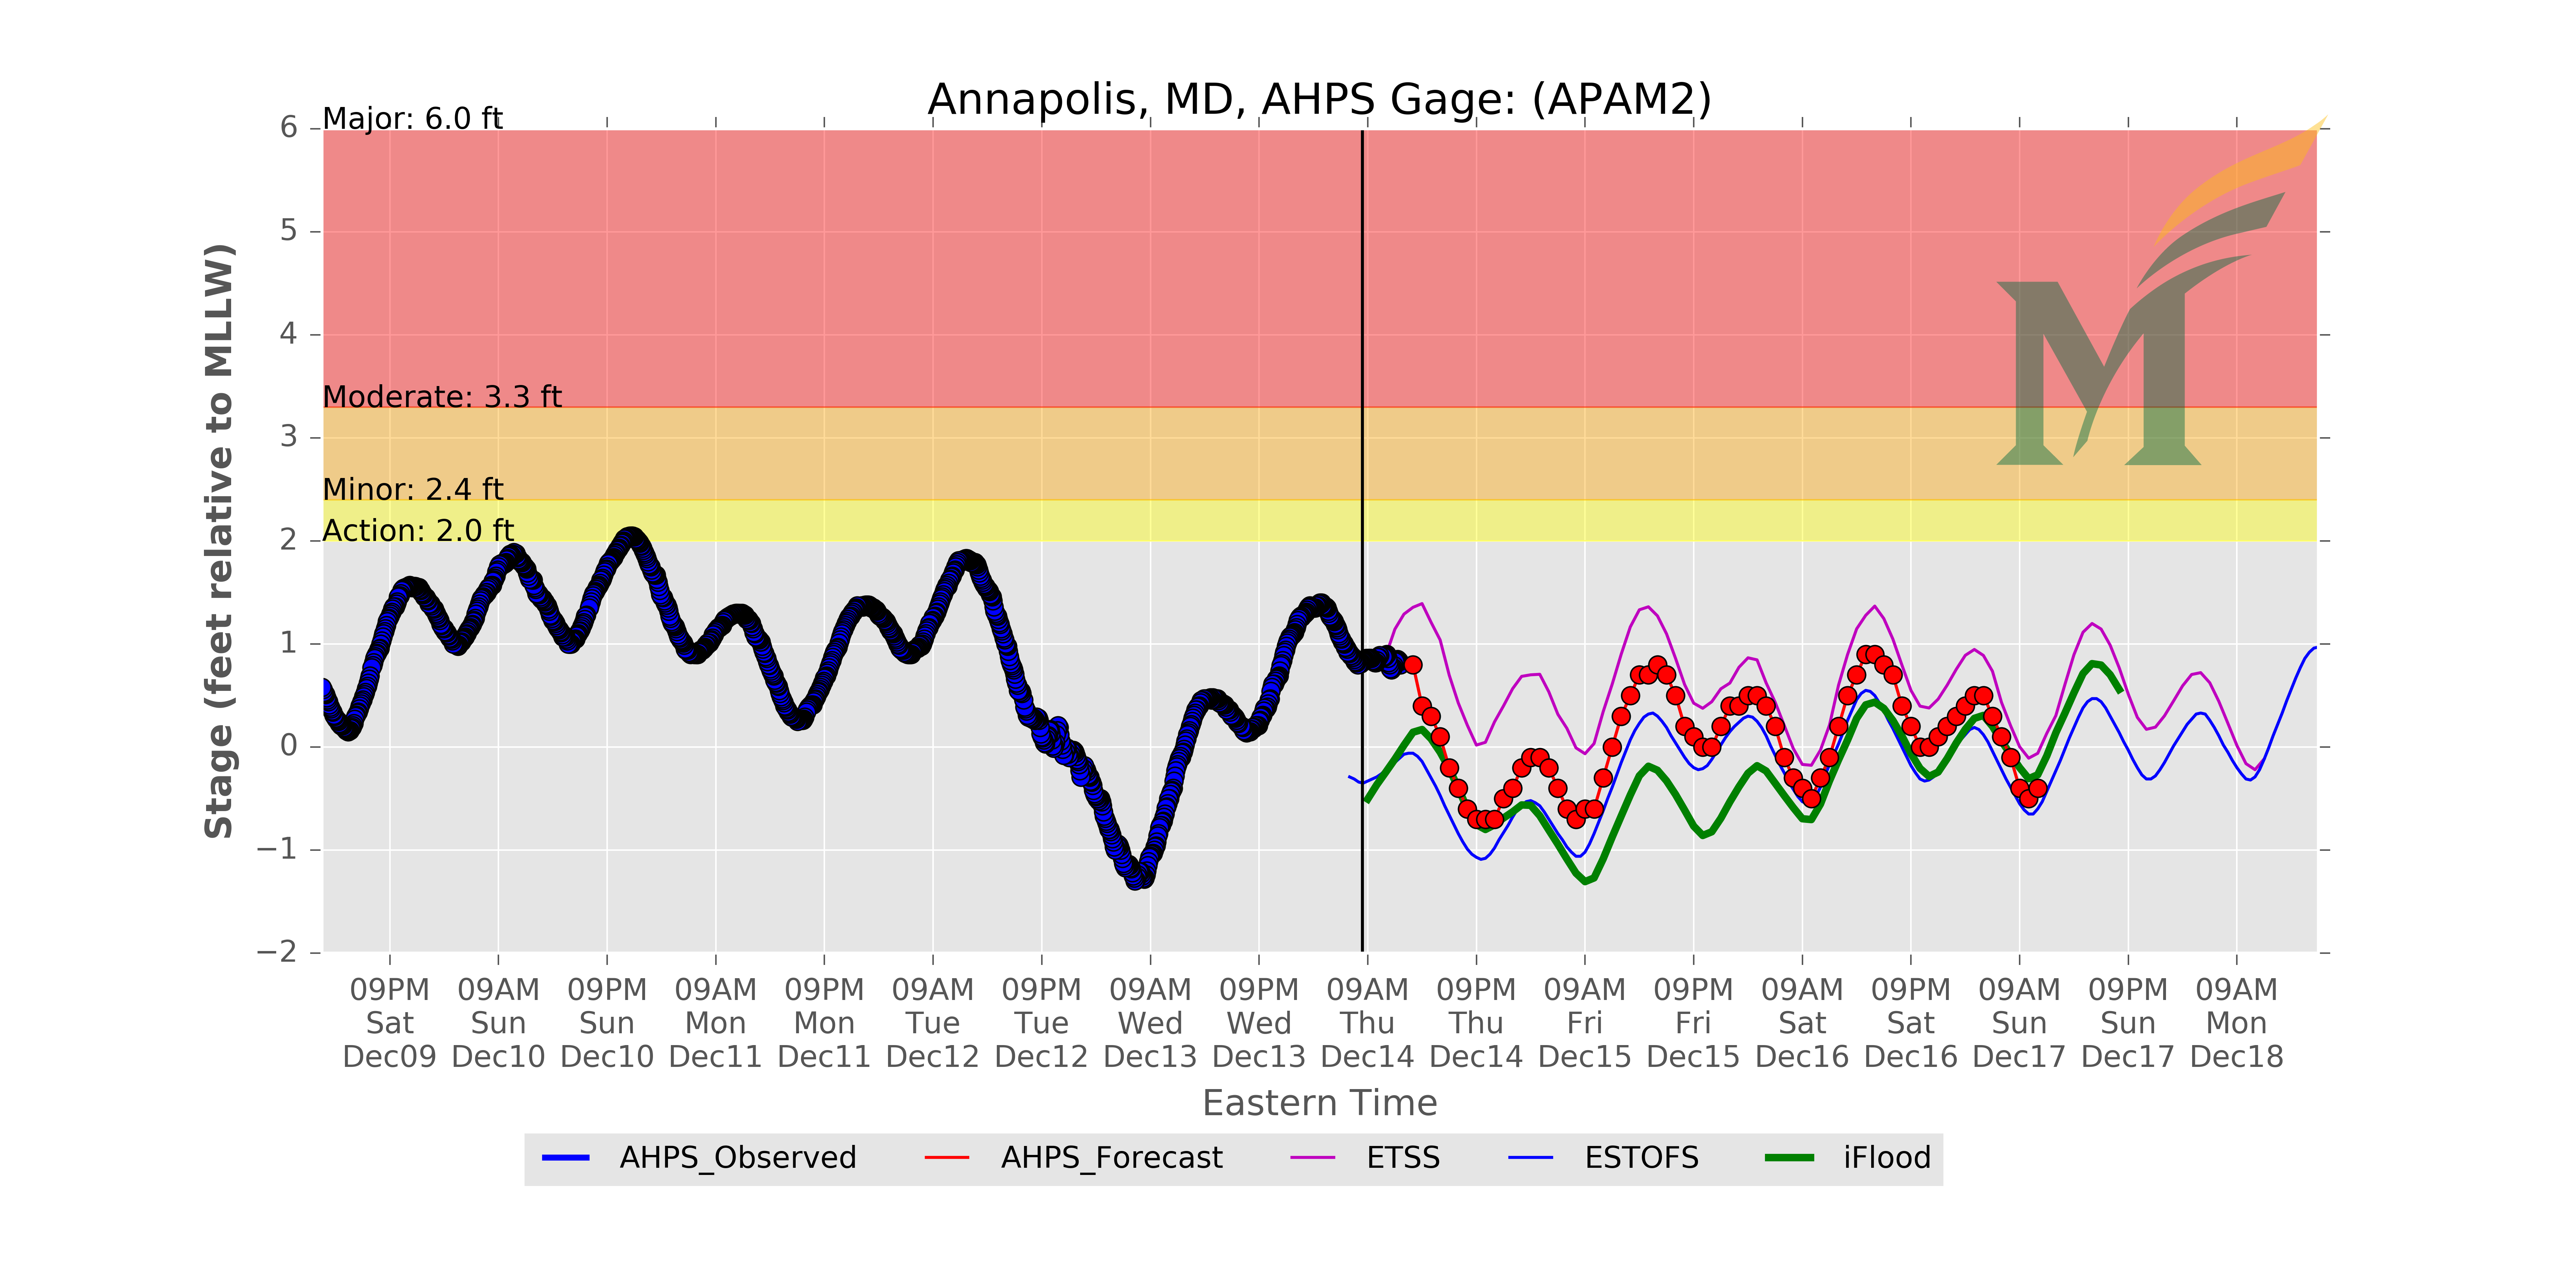 Annapolis, MD, AHPS Gage: (APAM2)
Major: 6.0 ft
Moderate: 3.3 ft
Minor: 2.4 ft
Action: 2.0 ft
Stage (feet relative to MLLW)
6
5
4
3
2
1
0
−1
−2
09PM 09AM 09PM 09AM 09PM 09AM 09PM 09AM 09PM 09AM 09PM 09AM 09PM 09AM 09PM 09AM 09PM 09AM
Sat Sun Sun Mon Mon Tue Tue Wed Wed Thu Thu Fri Fri Sat Sat Sun Sun Mon
Dec09 Dec10 Dec10 Dec11 Dec11 Dec12 Dec12 Dec13 Dec13 Dec14 Dec14 Dec15 Dec15 Dec16 Dec16 Dec17 Dec17 Dec18
Eastern Time
AHPS_Observed AHPS_Forecast ETSS ESTOFS iFlood
M